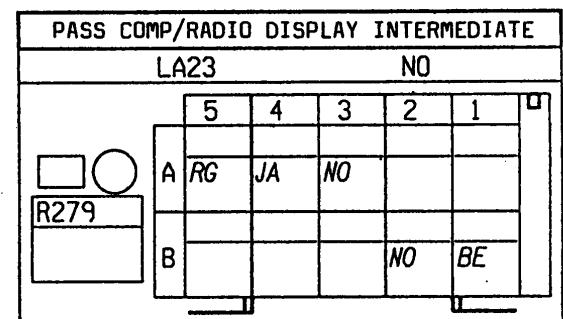 PASS COMP/RADIO DISPLAY INTERMEDIATE
LA23 NO
5 4 3 2 1
A RG JA NO
R279
B NO BE